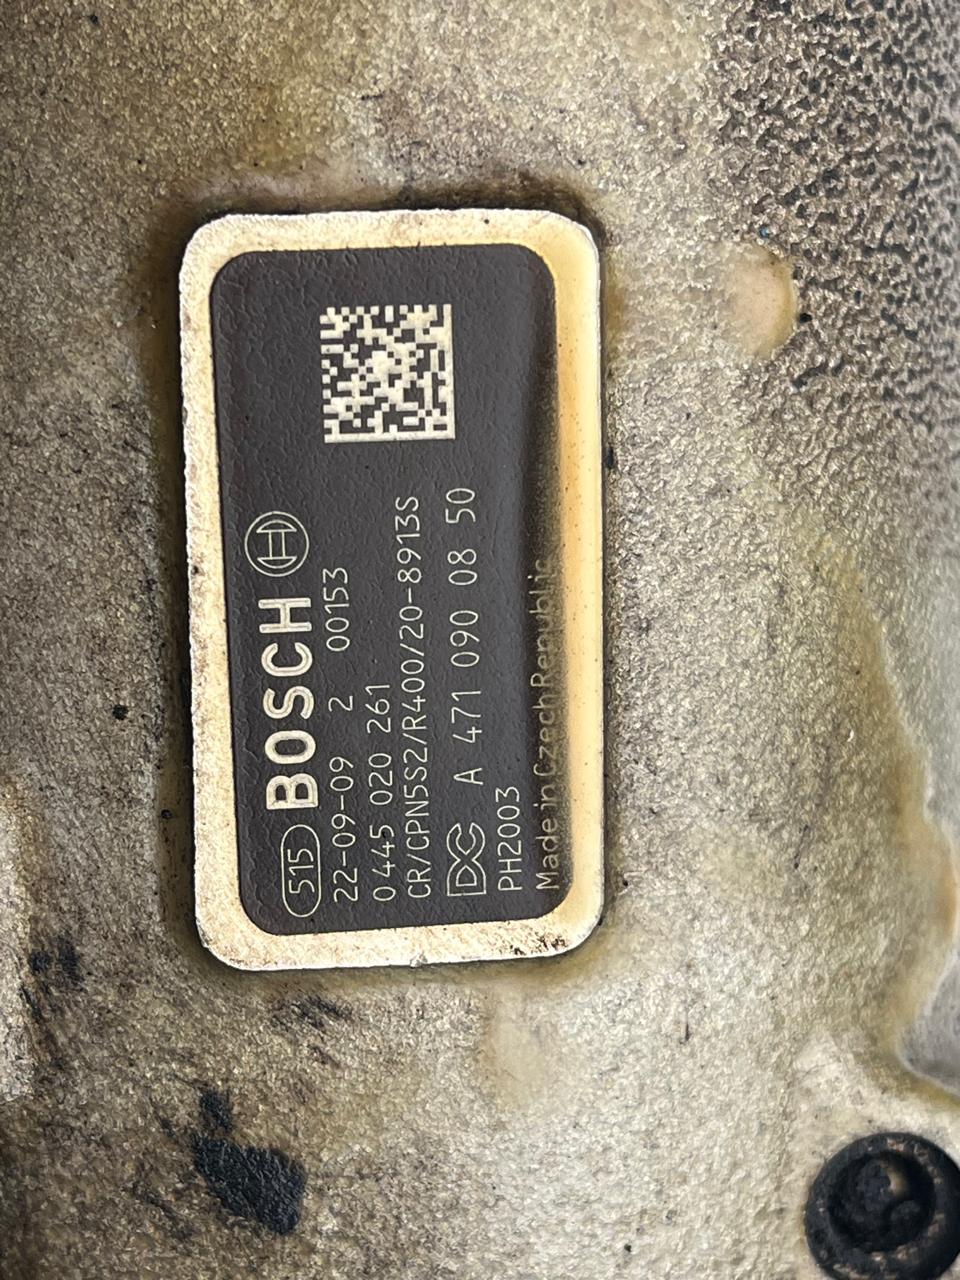 515 BOSCH
22-09-09 2 00153
0 445 020 261
CR/CPN5S2/R400/20-8913S
DC A 471 090 08 50
PH2003
Made in Czech Republic